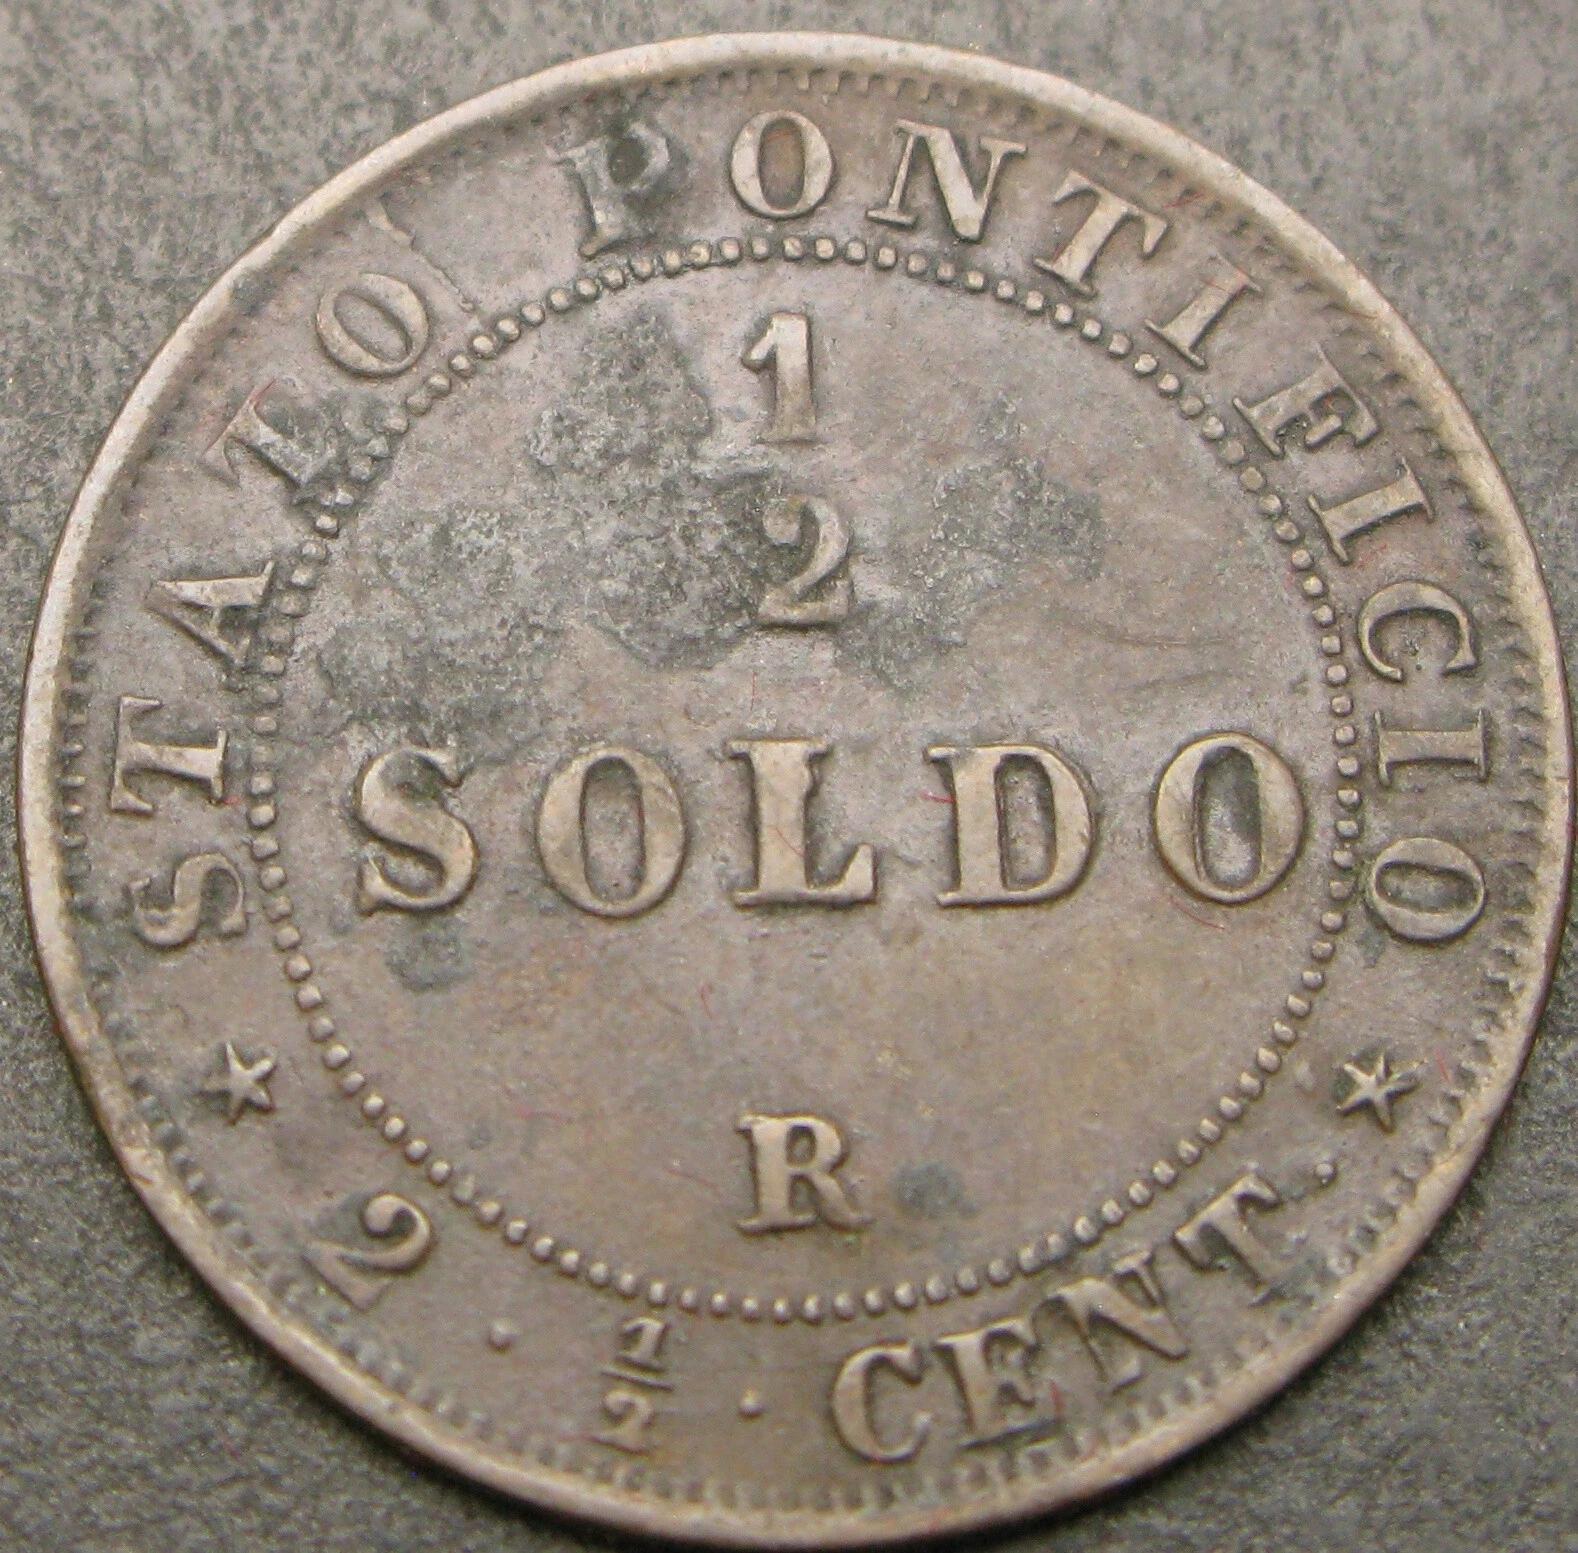 STATO PONTIFICIO
1
2
SOLDO
R
2 · 1/2 · CENT.